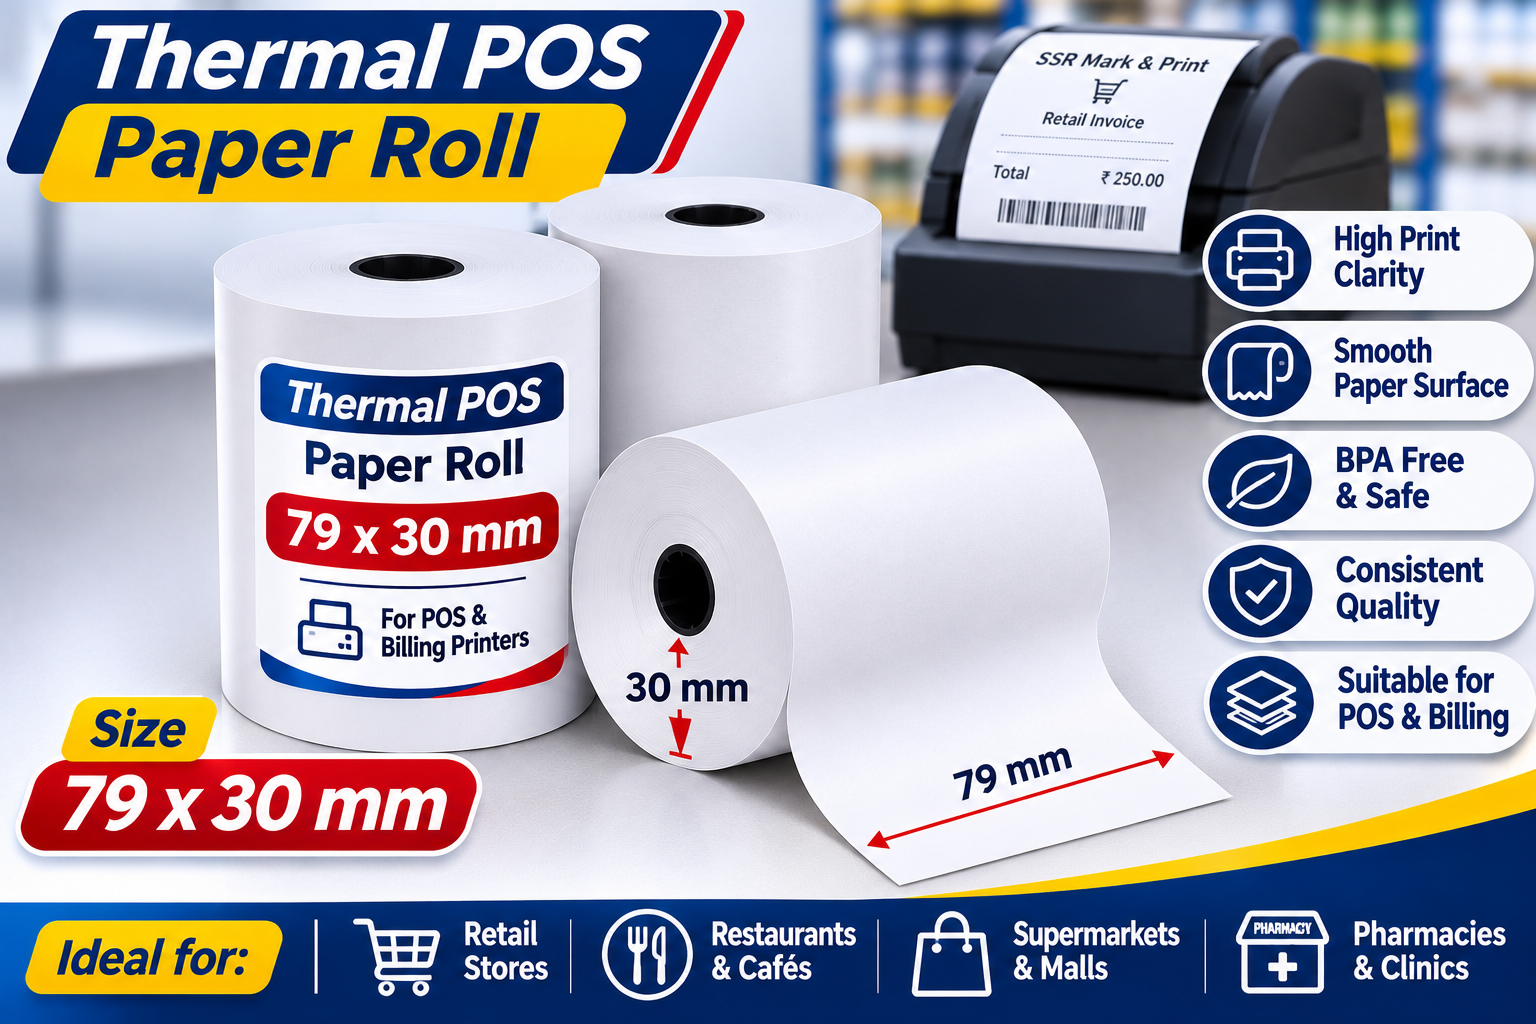 Thermal POS
Paper Roll
SSR Mark & Print
Retail Invoice
Total ₹ 250.00
High Print
Clarity
Smooth
Paper Surface
BPA Free
& Safe
Consistent
Quality
Suitable for
POS & Billing
Thermal POS
Paper Roll
79 x 30 mm
For POS &
Billing Printers
30 mm
79 mm
Size
79 x 30 mm
Ideal for:
Retail
Stores
Restaurants
& Cafés
Supermarkets
& Malls
PHARMACY
Pharmacies
& Clinics